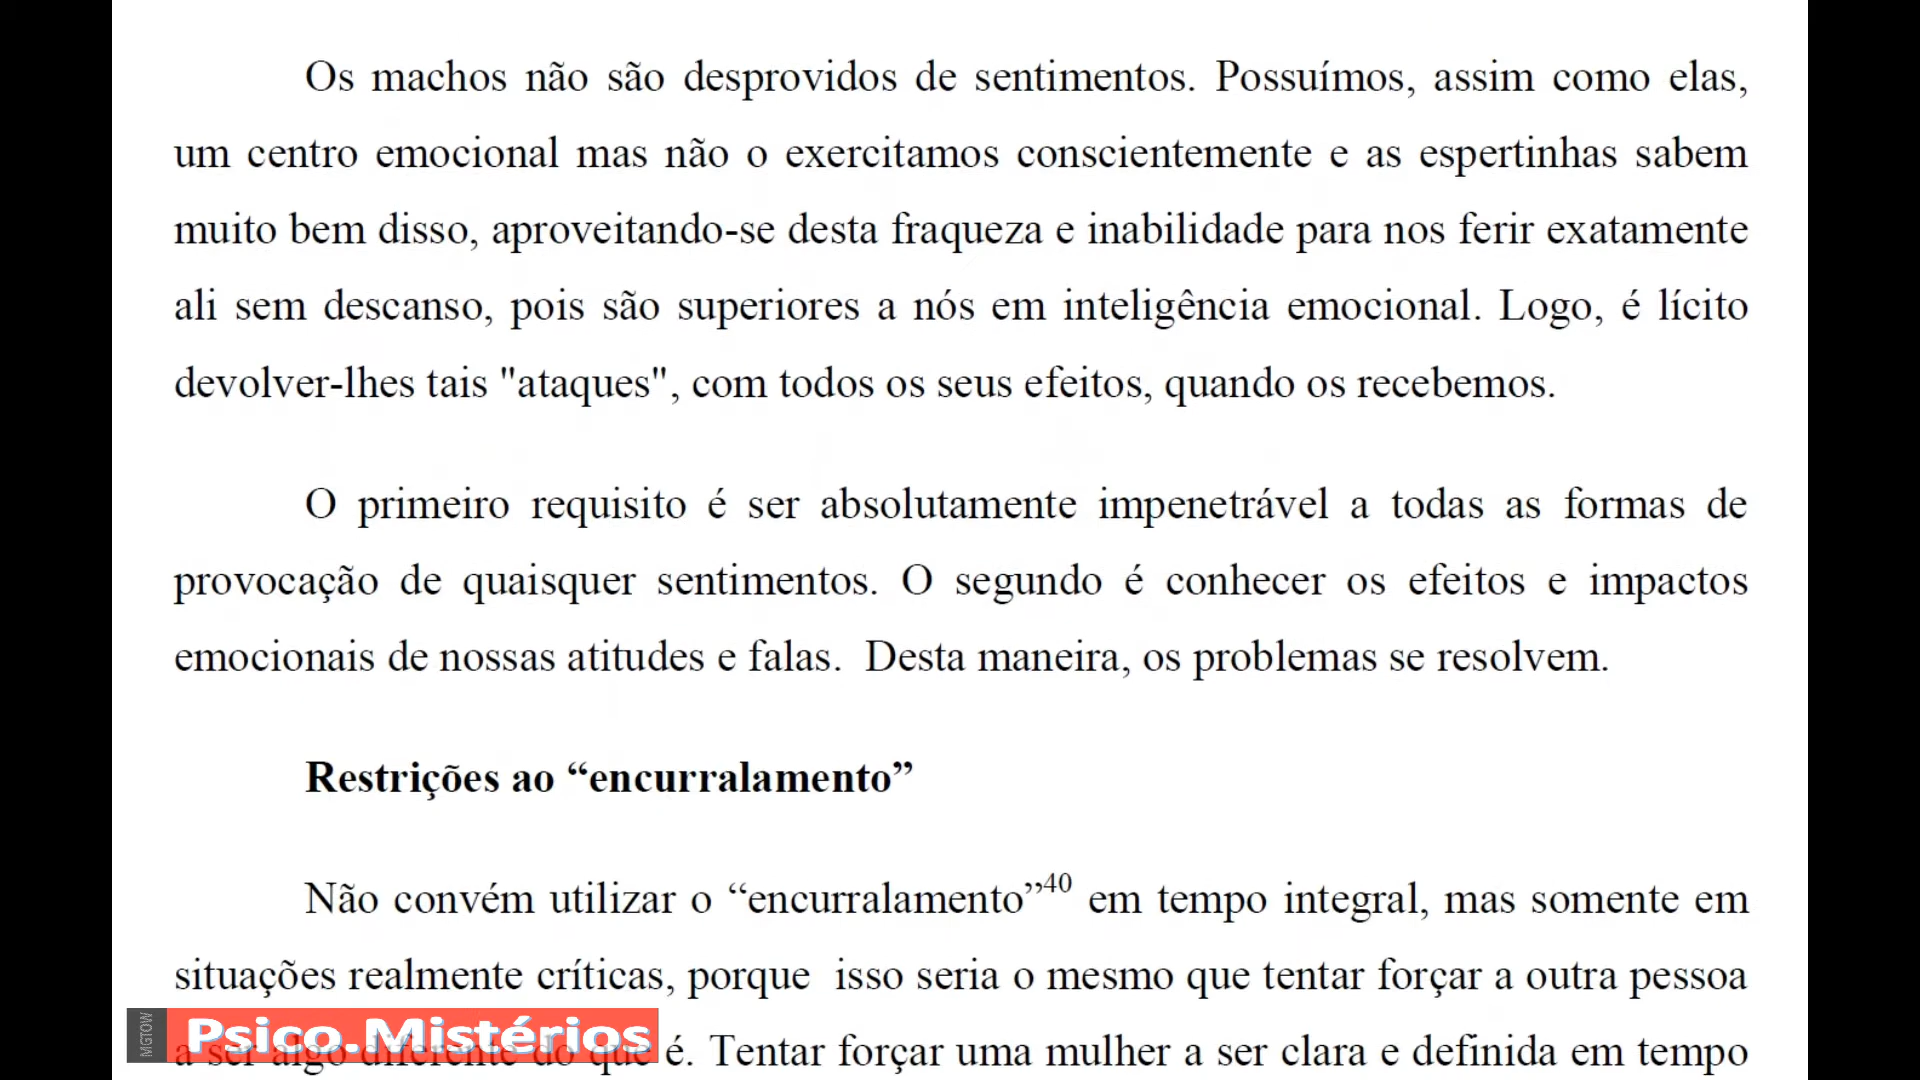 Os machos não são desprovidos de sentimentos. Possuímos, assim como elas,
um centro emocional mas não o exercitamos conscientemente e as espertinhas sabem
muito bem disso, aproveitando-se desta fraqueza e inabilidade para nos ferir exatamente
ali sem descanso, pois são superiores a nós em inteligência emocional. Logo, é lícito
devolver-lhes tais "ataques", com todos os seus efeitos, quando os recebemos.
O primeiro requisito é ser absolutamente impenetrável a todas as formas de
provocação de quaisquer sentimentos. O segundo é conhecer os efeitos e impactos
emocionais de nossas atitudes e falas. Desta maneira, os problemas se resolvem.
Restrições ao “encurralamento”
Não convém utilizar o “encurralamento”40 em tempo integral, mas somente em
situações realmente críticas, porque isso seria o mesmo que tentar forçar a outra pessoa
a ser algo diferente do que é. Tentar forçar uma mulher a ser clara e definida em tempo
MGTOW
Psico.Mistérios